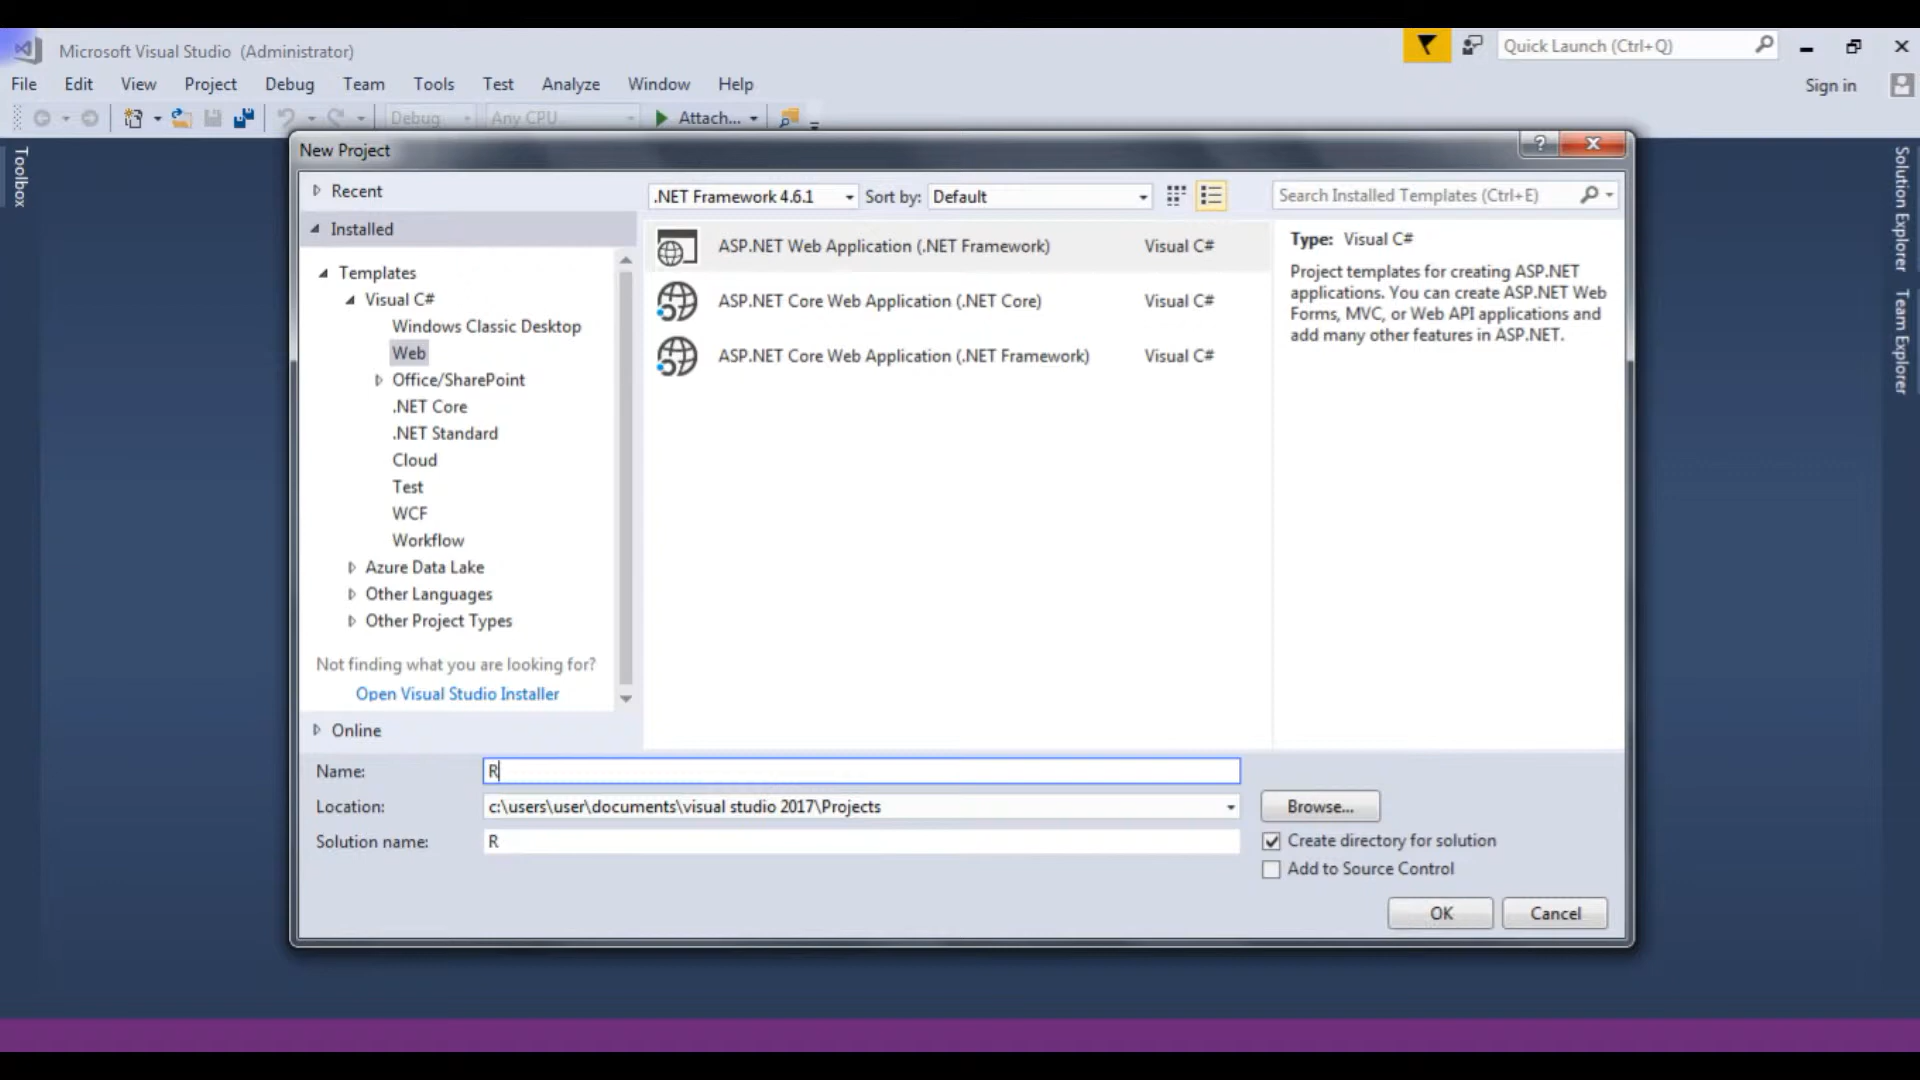 Microsoft Visual Studio (Administrator)
Quick Launch (Ctrl+Q)
File Edit View Project Debug Team Tools Test Analyze Window Help
Sign in
Debug Any CPU Attach...
Toolbox
Solution Explorer
Team Explorer
New Project
?
Recent
.NET Framework 4.6.1 Sort by: Default
Search Installed Templates (Ctrl+E)
Installed
Templates
Visual C#
Windows Classic Desktop
Web
Office/SharePoint
.NET Core
.NET Standard
Cloud
Test
WCF
Workflow
Azure Data Lake
Other Languages
Other Project Types
Not finding what you are looking for?
Open Visual Studio Installer
Online
ASP.NET Web Application (.NET Framework) Visual C#
ASP.NET Core Web Application (.NET Core) Visual C#
ASP.NET Core Web Application (.NET Framework) Visual C#
Type: Visual C#
Project templates for creating ASP.NET
applications. You can create ASP.NET Web
Forms, MVC, or Web API applications and
add many other features in ASP.NET.
Name: R
Location: c:\users\user\documents\visual studio 2017\Projects
Browse...
Solution name: R
Create directory for solution
Add to Source Control
OK Cancel